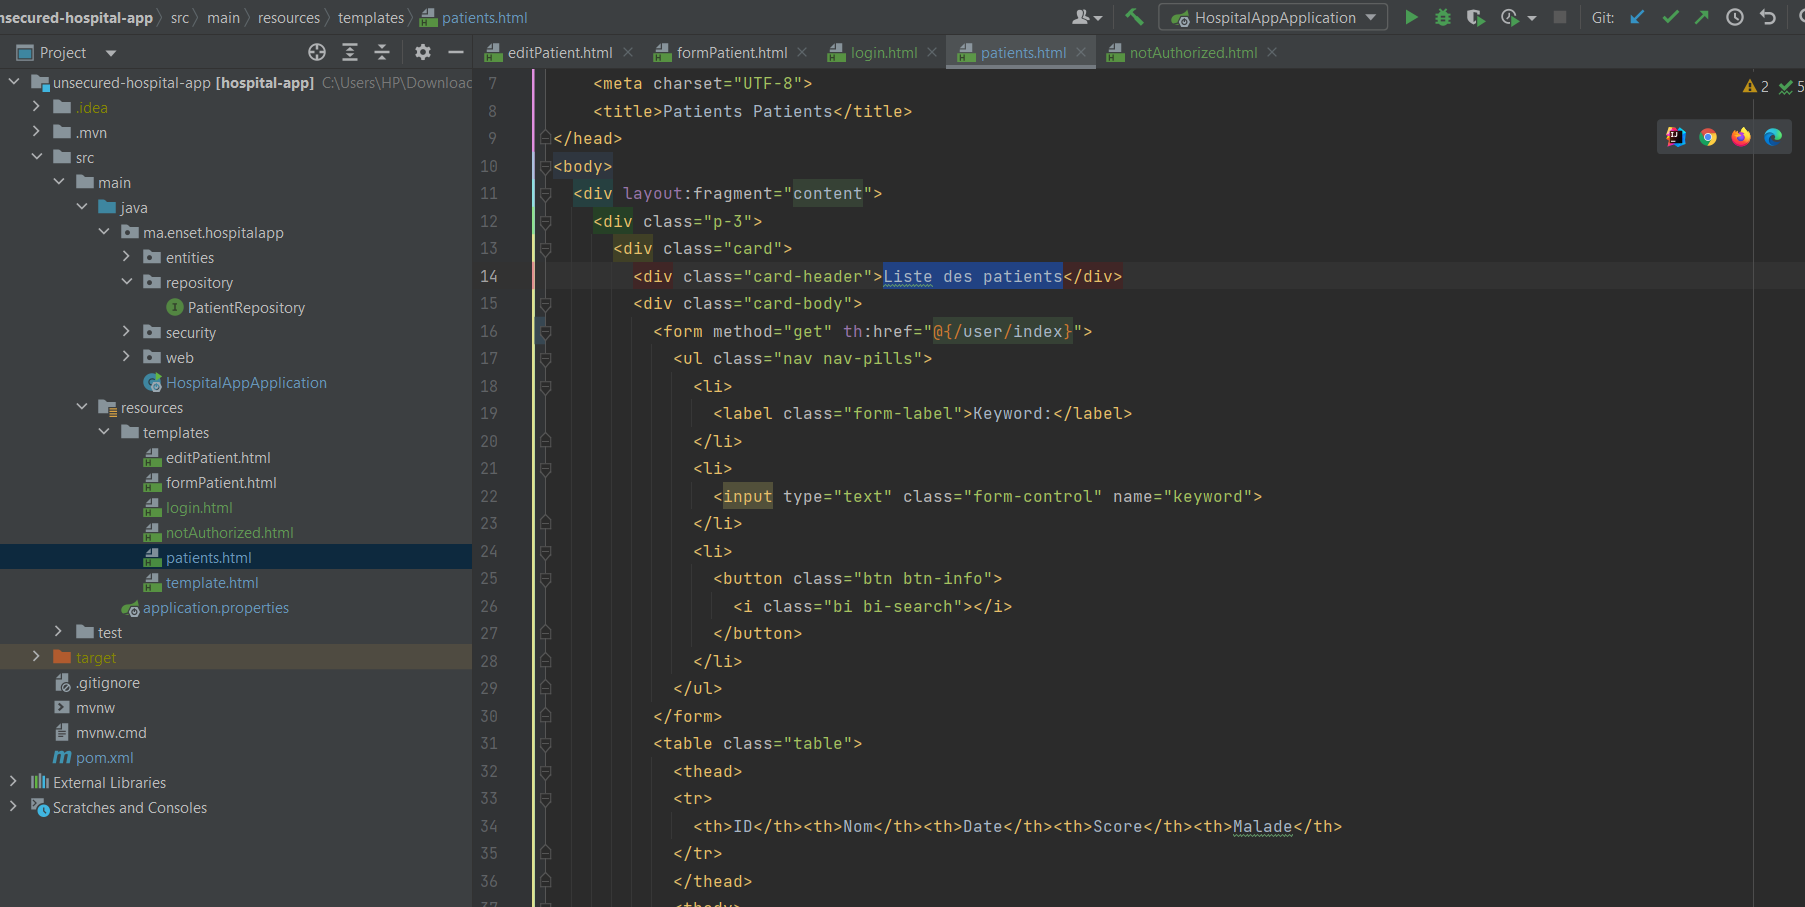 nsecured-hospital-app src main resources templates patients.html HospitalAppApplication Git:
Project
editPatient.html formPatient.html login.html patients.html notAuthorized.html
unsecured-hospital-app [hospital-app] C:\Users\HP\Downloac
.idea
.mvn
src
main
java
ma.enset.hospitalapp
entities
repository
PatientRepository
security
web
HospitalAppApplication
resources
templates
editPatient.html
formPatient.html
login.html
notAuthorized.html
patients.html
template.html
application.properties
test
target
.gitignore
mvnw
mvnw.cmd
pom.xml
External Libraries
Scratches and Consoles
2 5
7 <meta charset="UTF-8">
8 <title>Patients Patients</title>
9 </head>
10 <body>
11 <div layout:fragment="content">
12 <div class="p-3">
13 <div class="card">
14 <div class="card-header">Liste des patients</div>
15 <div class="card-body">
16 <form method="get" th:href="@{/user/index}">
17 <ul class="nav nav-pills">
18 <li>
19 <label class="form-label">Keyword:</label>
20 </li>
21 <li>
22 <input type="text" class="form-control" name="keyword">
23 </li>
24 <li>
25 <button class="btn btn-info">
26 <i class="bi bi-search"></i>
27 </button>
28 </li>
29 </ul>
30 </form>
31 <table class="table">
32 <thead>
33 <tr>
34 <th>ID</th><th>Nom</th><th>Date</th><th>Score</th><th>Malade</th>
35 </tr>
36 </thead>
37 <tbody>